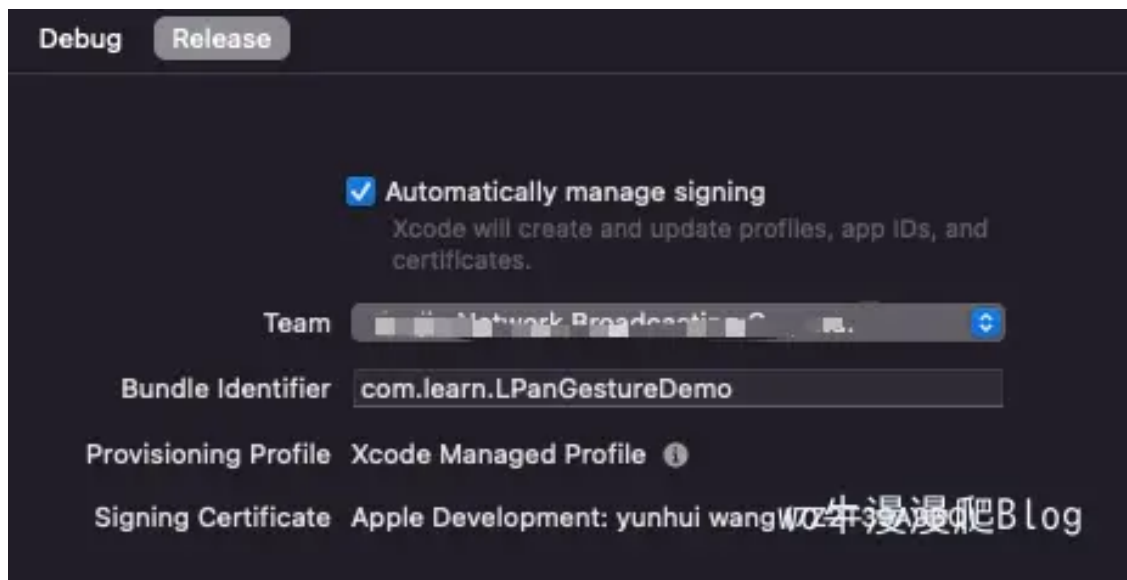 Debug Release
Automatically manage signing
Xcode will create and update profiles, app IDs, and
certificates.
Team Network Broadcasting
Bundle Identifier com.learn.LPanGestureDemo
Provisioning Profile Xcode Managed Profile
Signing Certificate Apple Development: yunhui wang
牛漫漫爬Blog